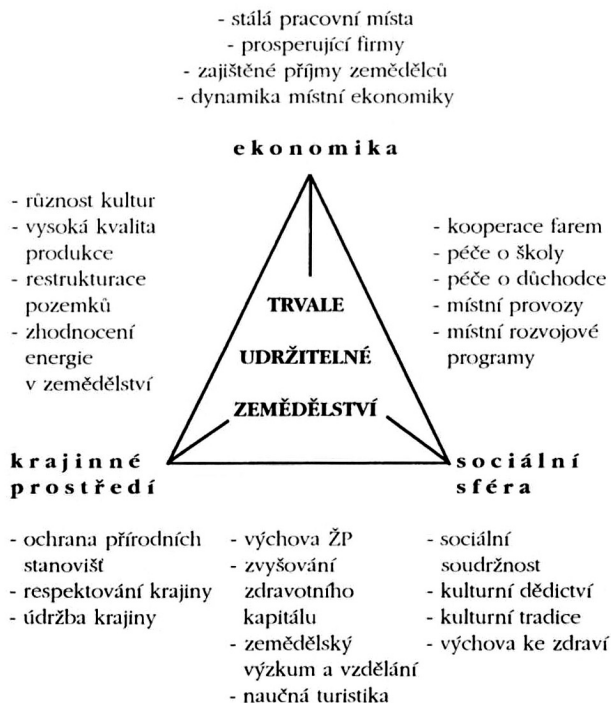 - stálá pracovní místa
- prosperující firmy
- zajištěné příjmy zemědělců
- dynamika místní ekonomiky
ekonomika
- různost kultur
- vysoká kvalita
produkce
- restrukturace
pozemků
- zhodnocení
energie
v zemědělství
- kooperace farem
- péče o školy
- péče o důchodce
- místní provozy
- místní rozvojové
programy
TRVALE
UDRŽITELNÉ
ZEMĚDĚLSTVÍ
krajinné
prostředí
sociální
sféra
- ochrana přírodních
stanovišť
- respektování krajiny
- údržba krajiny
- výchova ŽP
- zvyšování
zdravotního
kapitálu
- zemědělský
výzkum a vzdělání
- naučná turistika
- sociální
soudržnost
- kulturní dědictví
- kulturní tradice
- výchova ke zdraví